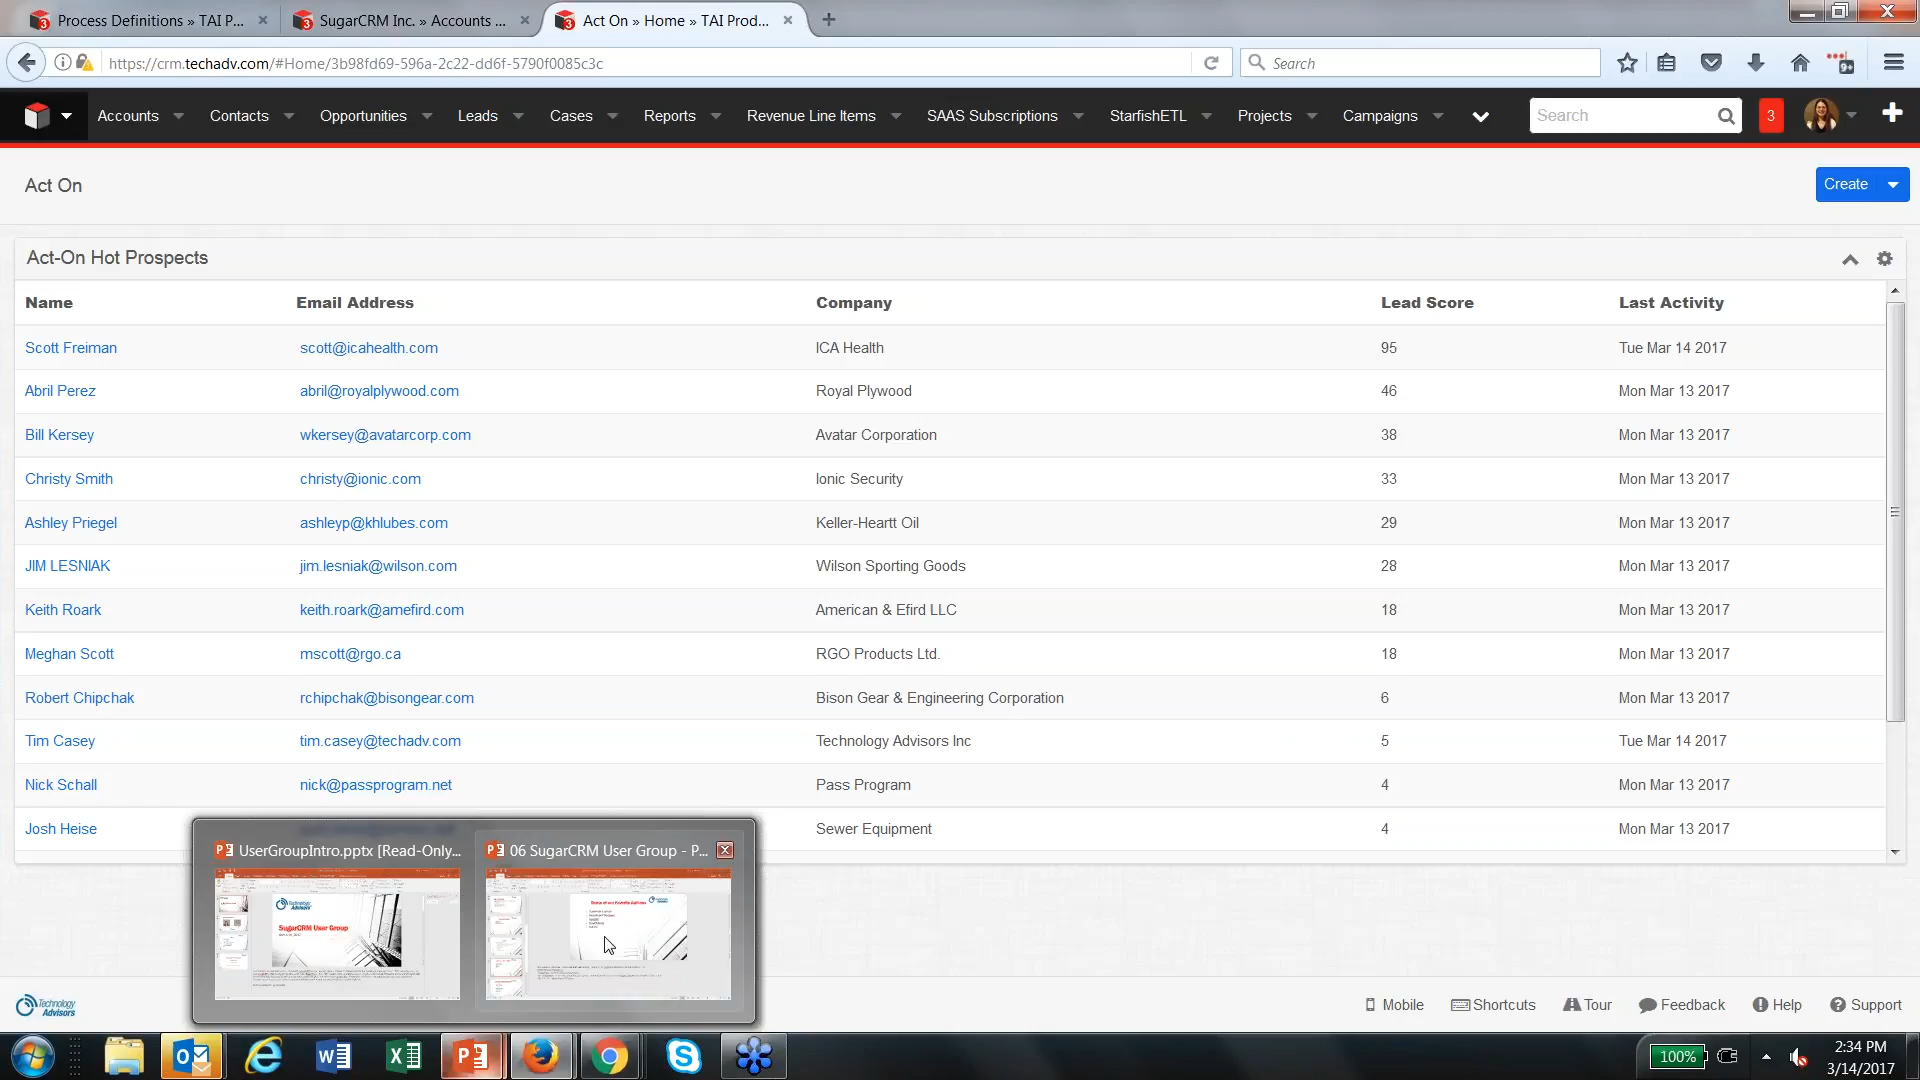 Process Definitions » TAI P...
SugarCRM Inc. » Accounts ...
Act On » Home » TAI Prod...
https://crm.techadv.com/#Home/3b98fd69-596a-2c22-dd6f-5790f0085c3c
Search
9+
Accounts
Contacts
Opportunities
Leads
Cases
Reports
Revenue Line Items
SAAS Subscriptions
StarfishETL
Projects
Campaigns
Search
3
Act On
Create
Act-On Hot Prospects
Name Email Address Company Lead Score Last Activity
Scott Freiman scott@icahealth.com ICA Health 95 Tue Mar 14 2017
Abril Perez abril@royalplywood.com Royal Plywood 46 Mon Mar 13 2017
Bill Kersey wkersey@avatarcorp.com Avatar Corporation 38 Mon Mar 13 2017
Christy Smith christy@ionic.com Ionic Security 33 Mon Mar 13 2017
Ashley Priegel ashleyp@khlubes.com Keller-Heartt Oil 29 Mon Mar 13 2017
JIM LESNIAK jim.lesniak@wilson.com Wilson Sporting Goods 28 Mon Mar 13 2017
Keith Roark keith.roark@amefird.com American & Efird LLC 18 Mon Mar 13 2017
Meghan Scott mscott@rgo.ca RGO Products Ltd. 18 Mon Mar 13 2017
Robert Chipchak rchipchak@bisongear.com Bison Gear & Engineering Corporation 6 Mon Mar 13 2017
Tim Casey tim.casey@techadv.com Technology Advisors Inc 5 Tue Mar 14 2017
Nick Schall nick@passprogram.net Pass Program 4 Mon Mar 13 2017
Josh Heise Sewer Equipment 4 Mon Mar 13 2017
UserGroupIntro.pptx [Read-Only...
06 SugarCRM User Group - P...
Technology Advisors
SugarCRM User Group
Some of our Favorite Add-ons
Technology Advisors
Mobile
Shortcuts
Tour
Feedback
Help
Support
100%
2:34 PM
3/14/2017